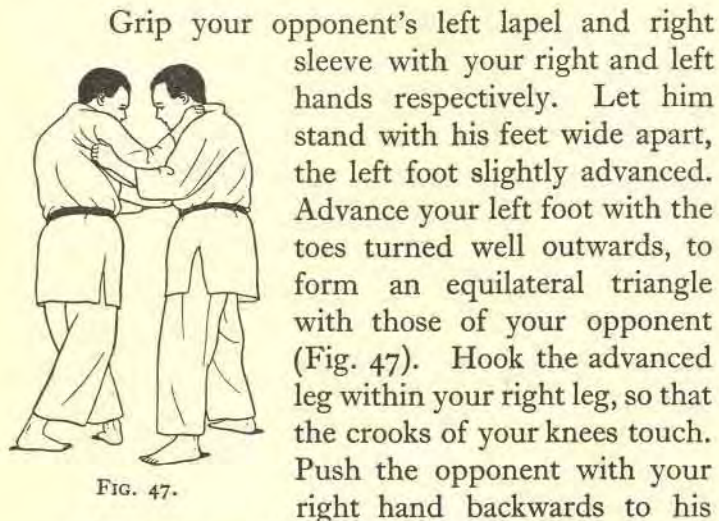 Grip your opponent's left lapel and right
sleeve with your right and left
hands respectively. Let him
stand with his feet wide apart,
the left foot slightly advanced.
Advance your left foot with the
toes turned well outwards, to
form an equilateral triangle
with those of your opponent
(Fig. 47). Hook the advanced
leg within your right leg, so that
the crooks of your knees touch.
Push the opponent with your
right hand backwards to his
Fig. 47.